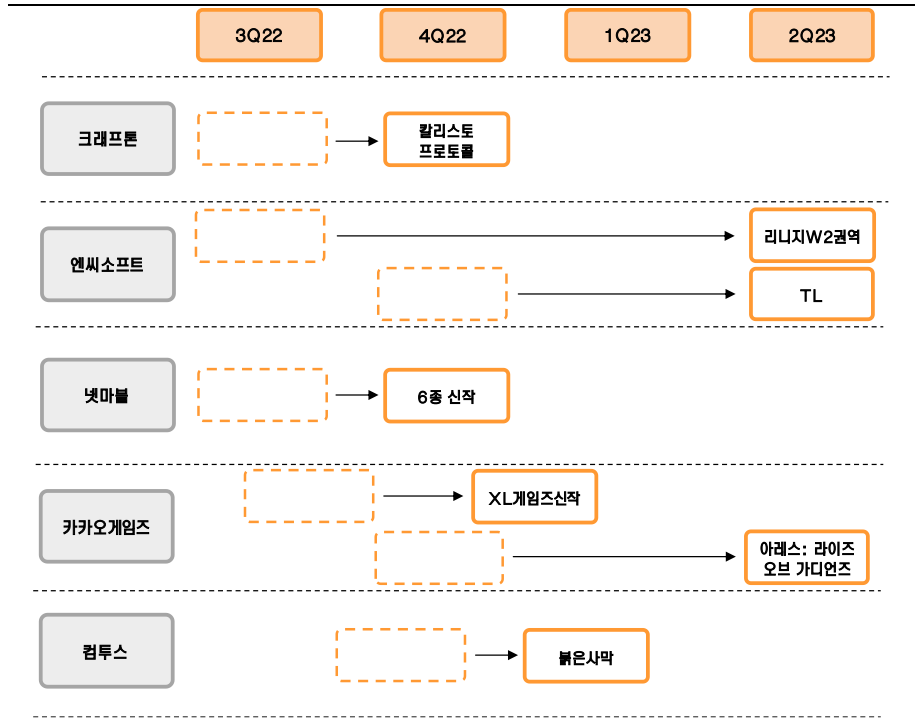 3Q22
4Q22
1Q23
2Q23
크래프톤
칼리스토
프로토콜
엔씨소프트
리니지W2권역
TL
넷마블
6종 신작
카카오게임즈
XL게임즈신작
아레스: 라이즈
오브 가디언즈
컴투스
붉은사막